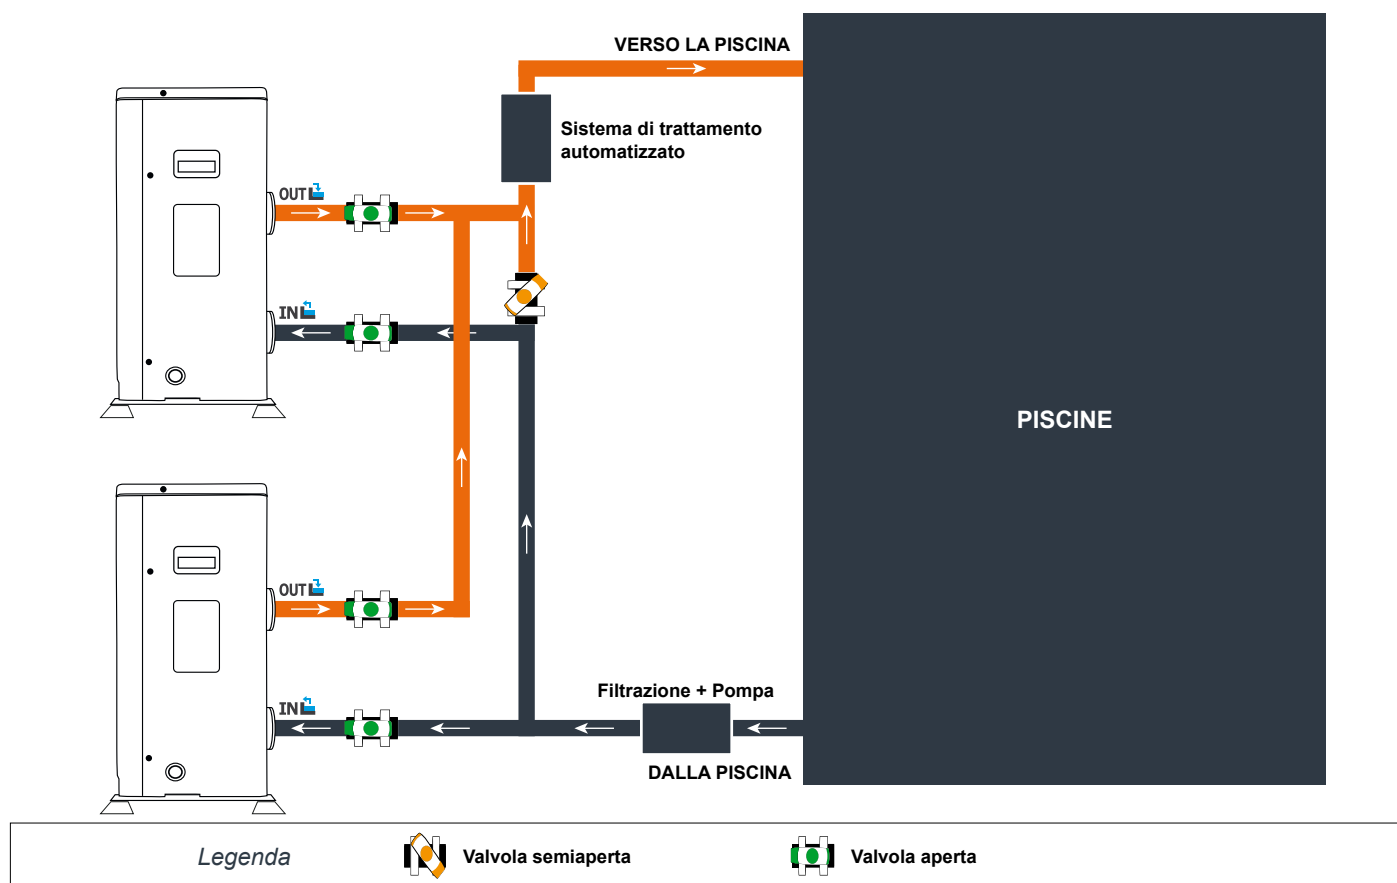 VERSO LA PISCINA
Sistema di trattamento
automatizzato
OUT
IN
PISCINE
OUT
IN
Filtrazione + Pompa
DALLA PISCINA
Legenda
Valvola semiaperta
Valvola aperta